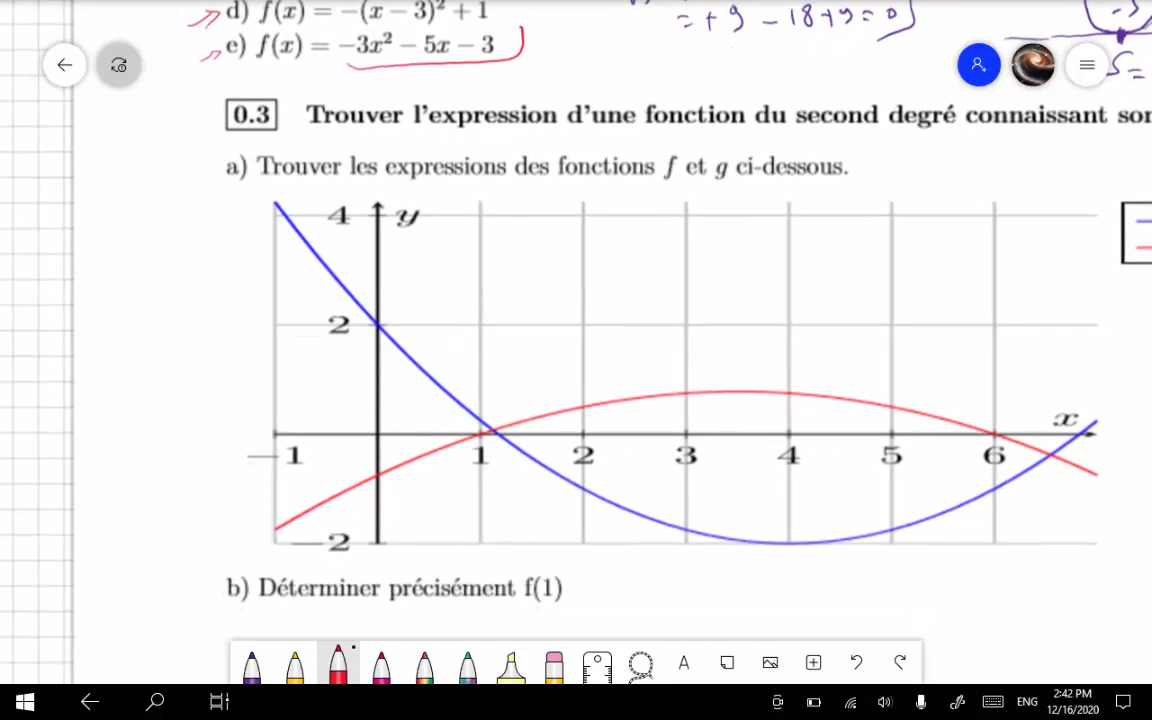 d) f(x) = −(x − 3)² + 1
= +9 − 18 + 9 = 0
e) f(x) = −3x² − 5x − 3
S =
0.3 Trouver l'expression d'une fonction du second degré connaissant
a) Trouver les expressions des fonctions f et g ci-dessous.
4 y
2
x
−1 1 2 3 4 5 6
−2
b) Déterminer précisément f(1)
A
ENG
2:42 PM
12/16/2020